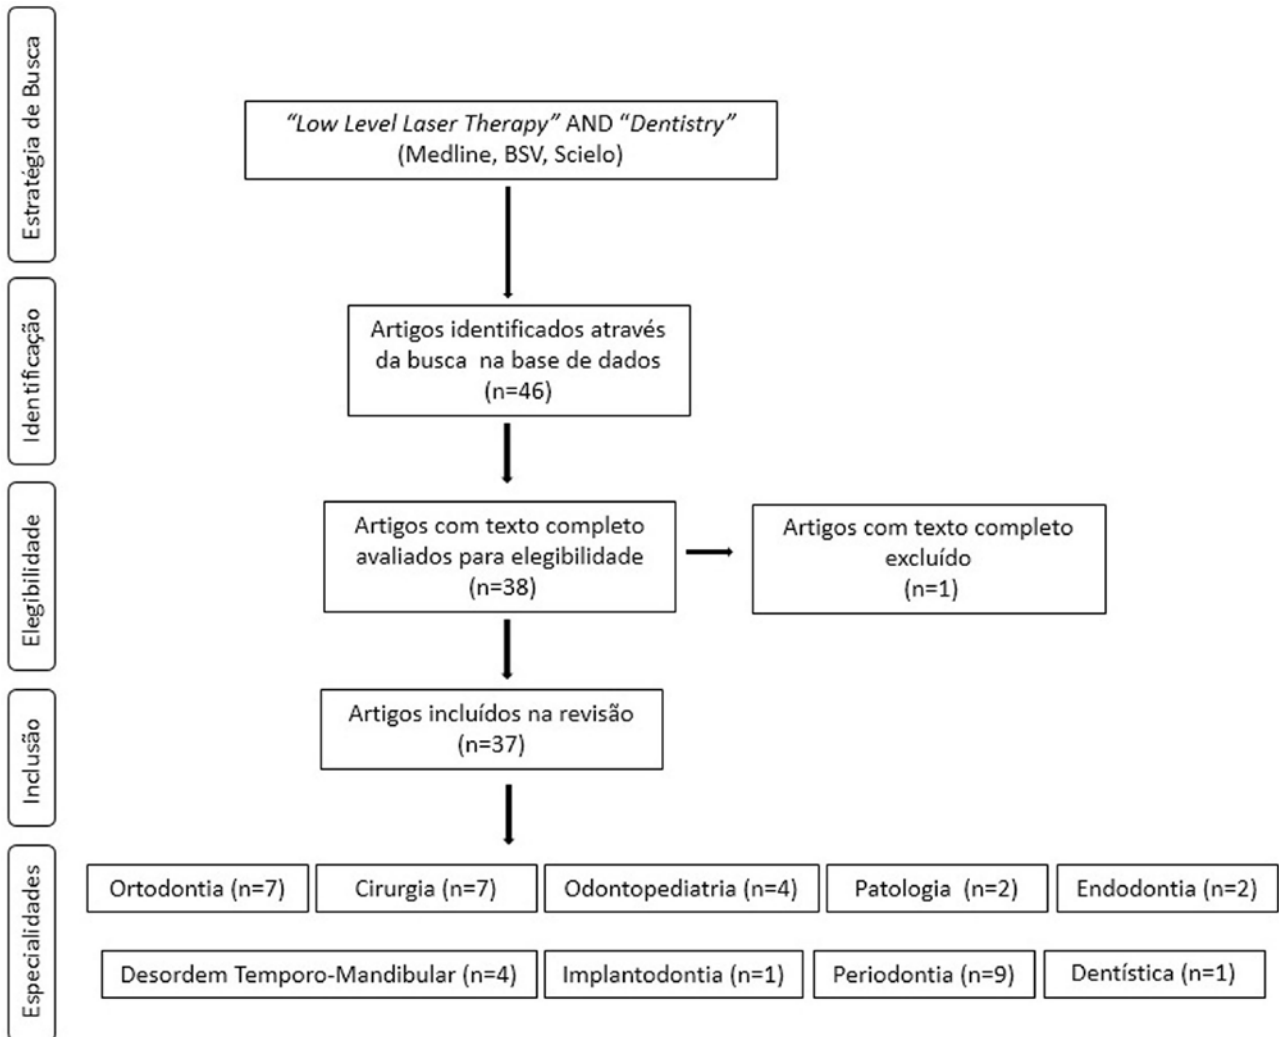 Estratégia de Busca
“Low Level Laser Therapy” AND “Dentistry”
(Medline, BSV, Scielo)
Identificação
Artigos identificados através
da busca na base de dados
(n=46)
Elegibilidade
Artigos com texto completo
avaliados para elegibilidade
(n=38)
Artigos com texto completo
excluído
(n=1)
Inclusão
Artigos incluídos na revisão
(n=37)
Especialidades
Ortodontia (n=7)
Cirurgia (n=7)
Odontopediatria (n=4)
Patologia (n=2)
Endodontia (n=2)
Desordem Temporo-Mandibular (n=4)
Implantodontia (n=1)
Periodontia (n=9)
Dentística (n=1)